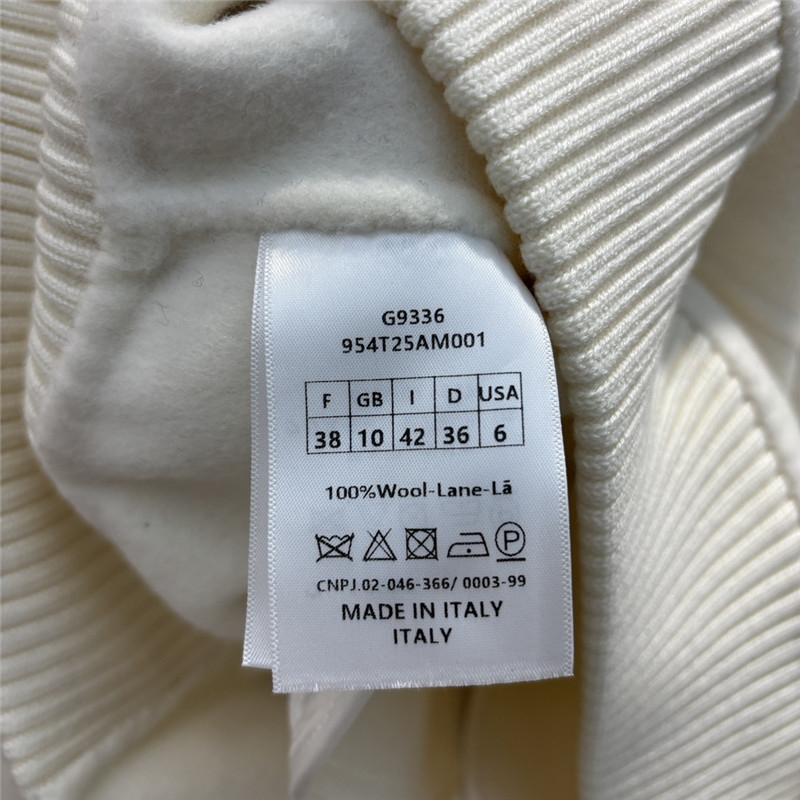 G9336
954T25AM001
F GB I D USA
38 10 42 36 6
100%Wool-Lane-Lã
P
CNPJ.02-046-366/ 0003-99
MADE IN ITALY
ITALY